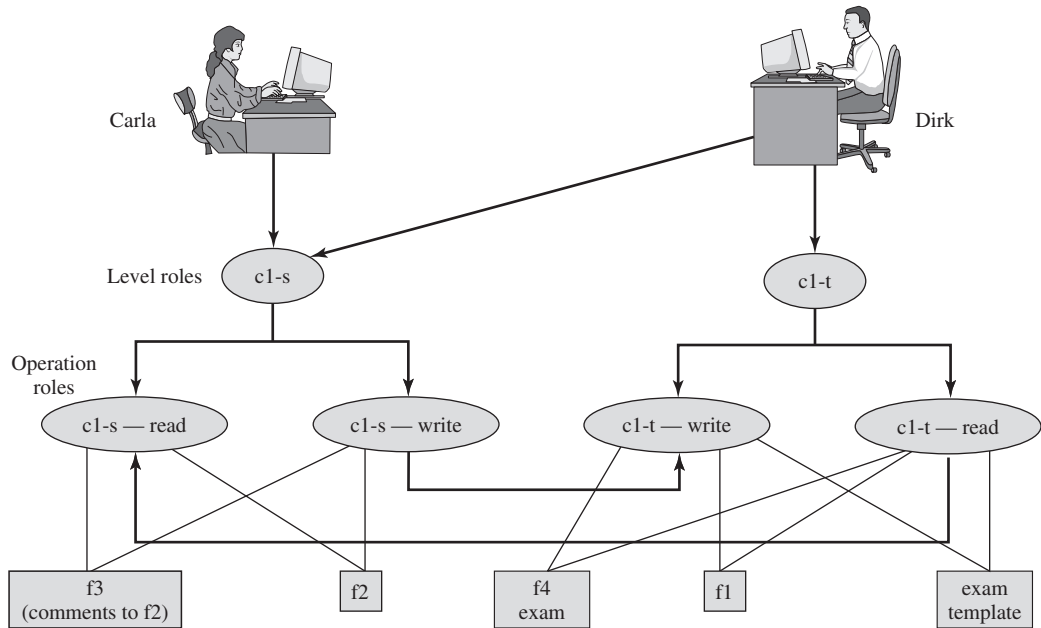 Carla
Dirk
Level roles
c1-s
c1-t
Operation
roles
c1-s — read
c1-s — write
c1-t — write
c1-t — read
f3
(comments to f2)
f2
f4
exam
f1
exam
template